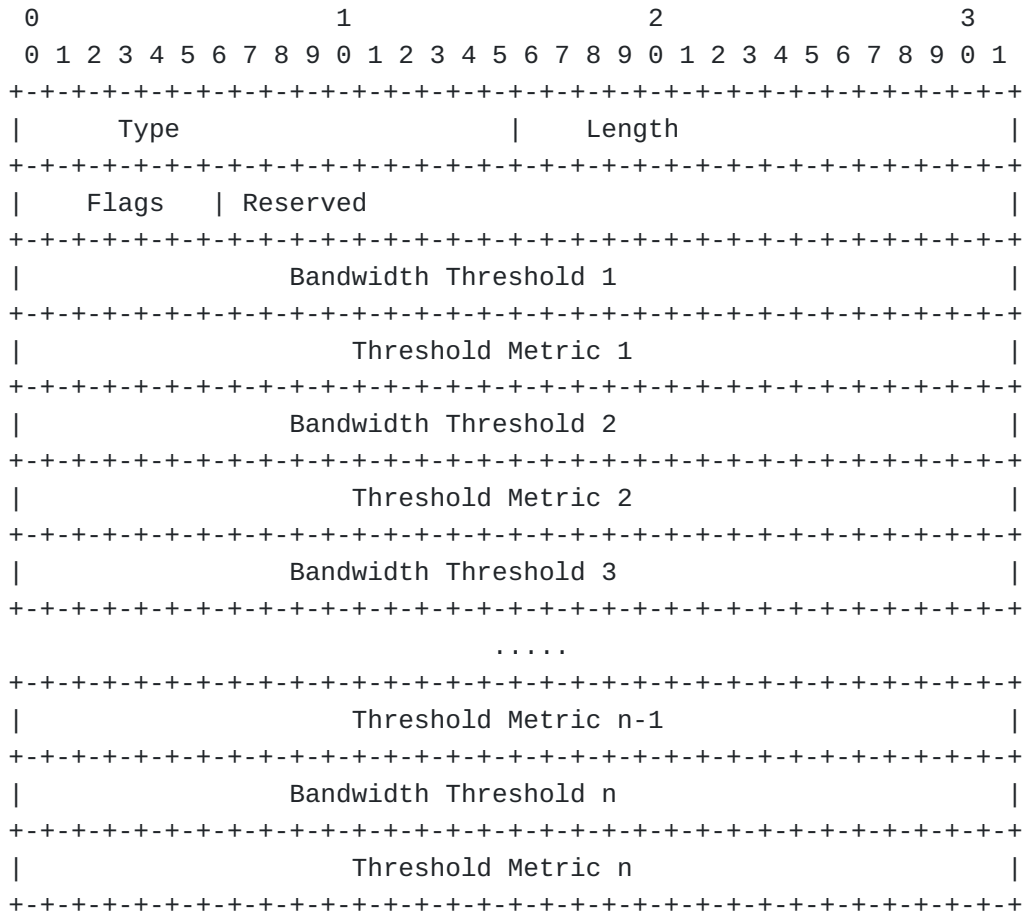 0                   1                   2                   3
 0 1 2 3 4 5 6 7 8 9 0 1 2 3 4 5 6 7 8 9 0 1 2 3 4 5 6 7 8 9 0 1
+-+-+-+-+-+-+-+-+-+-+-+-+-+-+-+-+-+-+-+-+-+-+-+-+-+-+-+-+-+-+-+-+
|      Type                     |    Length                     |
+-+-+-+-+-+-+-+-+-+-+-+-+-+-+-+-+-+-+-+-+-+-+-+-+-+-+-+-+-+-+-+-+
|    Flags   | Reserved                                         |
+-+-+-+-+-+-+-+-+-+-+-+-+-+-+-+-+-+-+-+-+-+-+-+-+-+-+-+-+-+-+-+-+
|                 Bandwidth Threshold 1                         |
+-+-+-+-+-+-+-+-+-+-+-+-+-+-+-+-+-+-+-+-+-+-+-+-+-+-+-+-+-+-+-+-+
|                     Threshold Metric 1                        |
+-+-+-+-+-+-+-+-+-+-+-+-+-+-+-+-+-+-+-+-+-+-+-+-+-+-+-+-+-+-+-+-+
|                 Bandwidth Threshold 2                         |
+-+-+-+-+-+-+-+-+-+-+-+-+-+-+-+-+-+-+-+-+-+-+-+-+-+-+-+-+-+-+-+-+
|                     Threshold Metric 2                        |
+-+-+-+-+-+-+-+-+-+-+-+-+-+-+-+-+-+-+-+-+-+-+-+-+-+-+-+-+-+-+-+-+
|                 Bandwidth Threshold 3                         |
+-+-+-+-+-+-+-+-+-+-+-+-+-+-+-+-+-+-+-+-+-+-+-+-+-+-+-+-+-+-+-+-+
                               .....
+-+-+-+-+-+-+-+-+-+-+-+-+-+-+-+-+-+-+-+-+-+-+-+-+-+-+-+-+-+-+-+-+
|                     Threshold Metric n-1                      |
+-+-+-+-+-+-+-+-+-+-+-+-+-+-+-+-+-+-+-+-+-+-+-+-+-+-+-+-+-+-+-+-+
|                 Bandwidth Threshold n                         |
+-+-+-+-+-+-+-+-+-+-+-+-+-+-+-+-+-+-+-+-+-+-+-+-+-+-+-+-+-+-+-+-+
|                     Threshold Metric n                        |
+-+-+-+-+-+-+-+-+-+-+-+-+-+-+-+-+-+-+-+-+-+-+-+-+-+-+-+-+-+-+-+-+